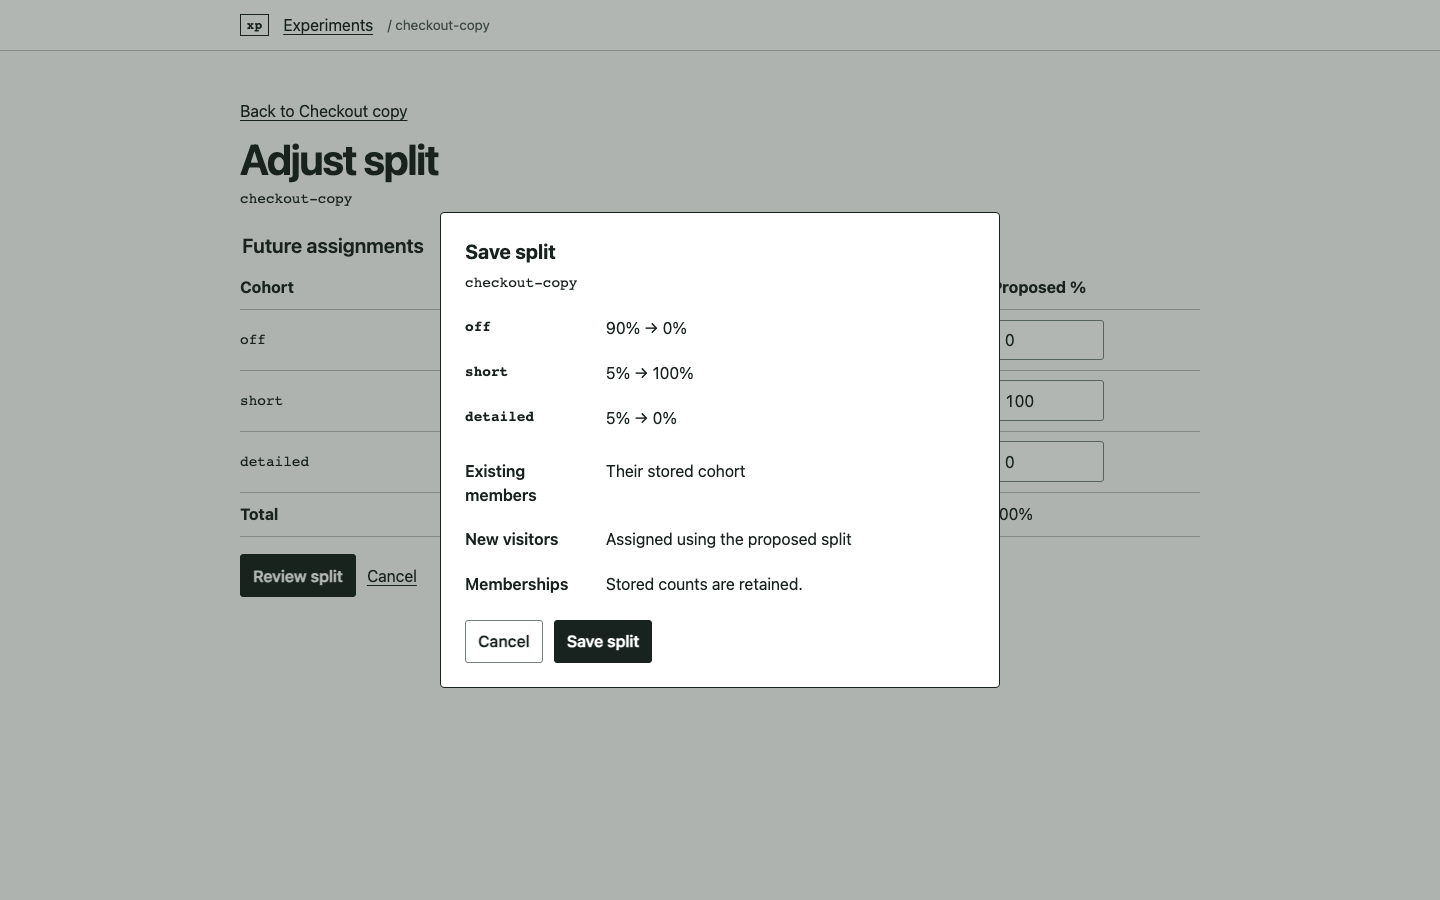 xp Experiments / checkout-copy
Back to Checkout copy
Adjust split
checkout-copy
Future assignments
Cohort Proposed %
off 0
short 100
detailed 0
Total 00%
Review split Cancel
Save split
checkout-copy
off 90% → 0%
short 5% → 100%
detailed 5% → 0%
Existing members Their stored cohort
New visitors Assigned using the proposed split
Memberships Stored counts are retained.
Cancel Save split